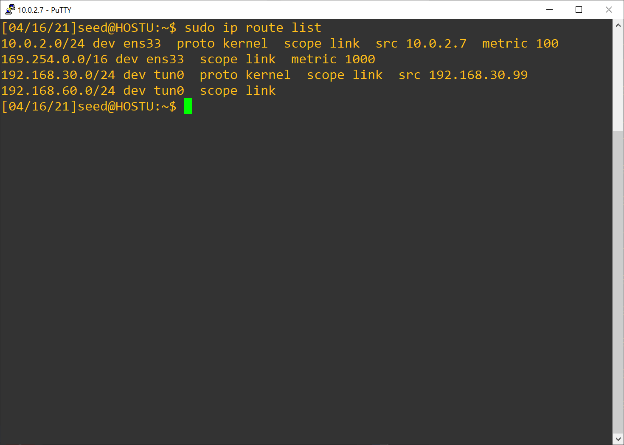 10.0.2.7 - PuTTY
[04/16/21]seed@HOSTU:~$ sudo ip route list
10.0.2.0/24 dev ens33  proto kernel  scope link  src 10.0.2.7  metric 100
169.254.0.0/16 dev ens33  scope link  metric 1000
192.168.30.0/24 dev tun0  proto kernel  scope link  src 192.168.30.99
192.168.60.0/24 dev tun0  scope link
[04/16/21]seed@HOSTU:~$